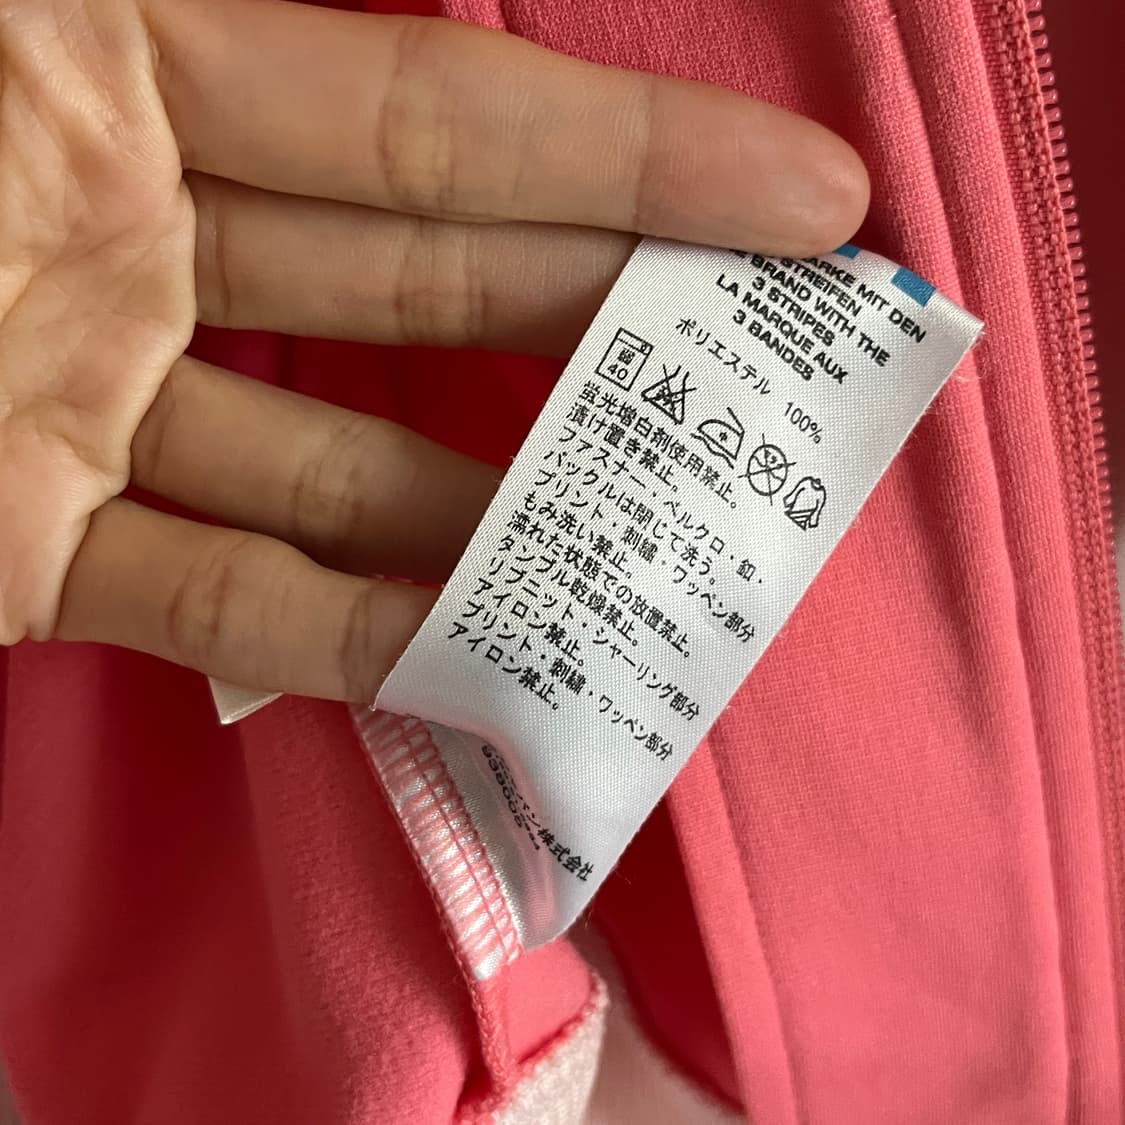 ARKE MIT DEN
STREIFEN
BRAND WITH THE
3 STRIPES
LA MARQUE AUX
3 BANDES
ポリエステル 100%
弱
40
蛍光増白剤使用禁止。
漬け置き禁止。
ファスナー・ベルクロ・釦・
バックルは閉じて洗う。
プリント・刺繍・ワッペン部分
もみ洗い禁止。
濡れた状態での放置禁止。
タンブル乾燥禁止。
リブニット・シャーリング部分
アイロン禁止。
プリント・刺繍・ワッペン部分
アイロン禁止。
パン株式会社